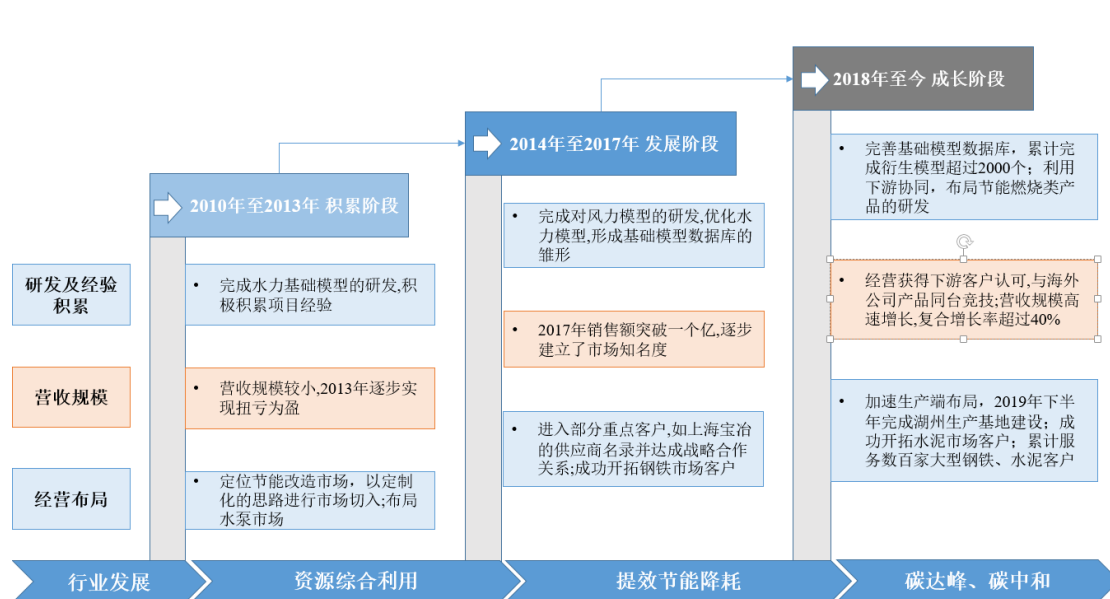 2018年至今 成长阶段
2014年至2017年 发展阶段
2010年至2013年 积累阶段
研发及经验
积累
• 完成水力基础模型的研发,积
极积累项目经验
• 完成对风力模型的研发,优化水
力模型,形成基础模型数据库的
雏形
• 完善基础模型数据库，累计完
成衍生模型超过2000个；利用
下游协同，布局节能燃烧类产
品的研发
营收规模
• 营收规模较小,2013年逐步实
现扭亏为盈
• 2017年销售额突破一个亿,逐步
建立了市场知名度
• 经营获得下游客户认可,与海外
公司产品同台竞技;营收规模高
速增长,复合增长率超过40%
经营布局
• 定位节能改造市场，以定制
化的思路进行市场切入;布局
水泵市场
• 进入部分重点客户,如上海宝冶
的供应商名录并达成战略合作
关系;成功开拓钢铁市场客户
• 加速生产端布局，2019年下半
年完成湖州生产基地建设；成
功开拓水泥市场客户；累计服
务数百家大型钢铁、水泥客户
行业发展
资源综合利用
提效节能降耗
碳达峰、碳中和